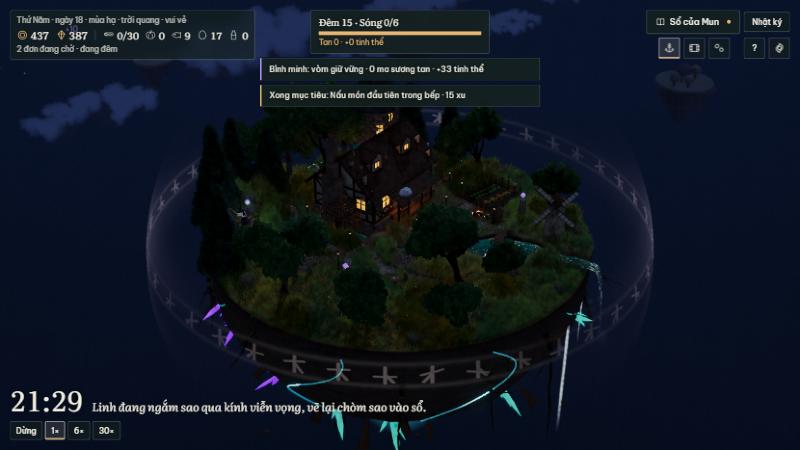 Thứ Năm · ngày 18 · mùa hạ · trời quang · vui vẻ
437 387 0/30 0 9 17 0
2 đơn đang chờ · đang đêm
Đêm 15 · Sóng 0/6
Tan 0 · +0 tinh thể
Sổ của Mun
Nhật ký
?
Bình minh: vòm giữ vững · 0 ma sương tan · +33 tinh thể
Xong mục tiêu: Nấu món đầu tiên trong bếp · 15 xu
21:29 Linh đang ngắm sao qua kính viễn vọng, vẽ lại chòm sao vào sổ.
Dừng 1× 6× 30×